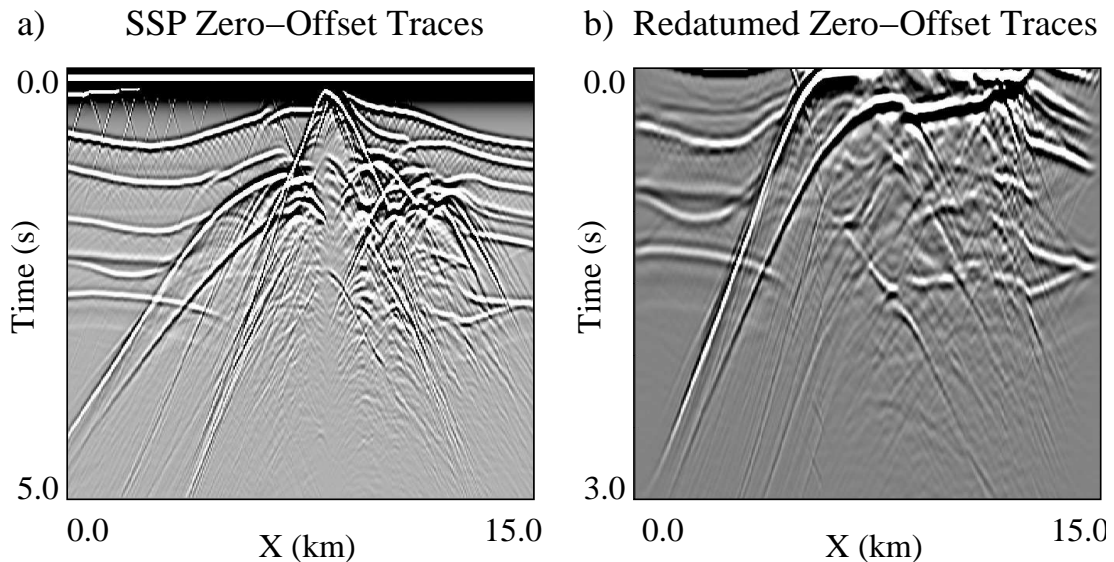 a) SSP Zero−Offset Traces
0.0
Time (s)
5.0
0.0 15.0
X (km)
b) Redatumed Zero−Offset Traces
0.0
Time (s)
3.0
0.0 15.0
X (km)